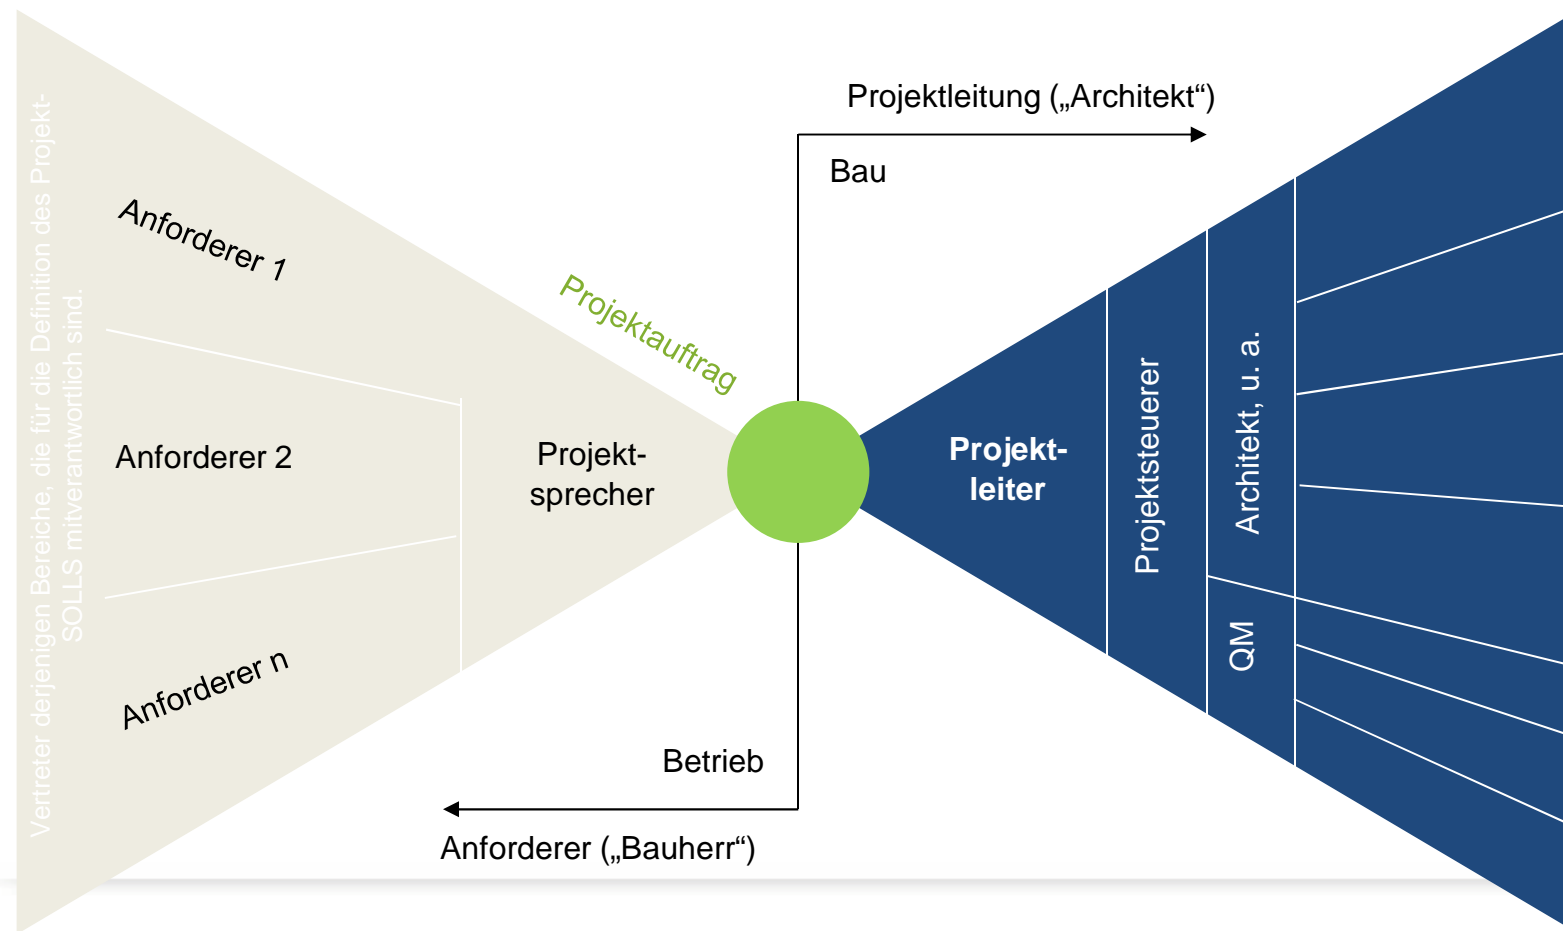 Vertreter derjenigen Bereiche, die für die Definition des Projekt-
SOLLS mitverantwortlich sind.
Anforderer 1
Anforderer 2
Anforderer n
Projekt-
sprecher
Projektauftrag
Projektleitung („Architekt“)
Bau
Betrieb
Anforderer („Bauherr“)
Projekt-
leiter
Projektsteuerer
Architekt, u. a.
QM